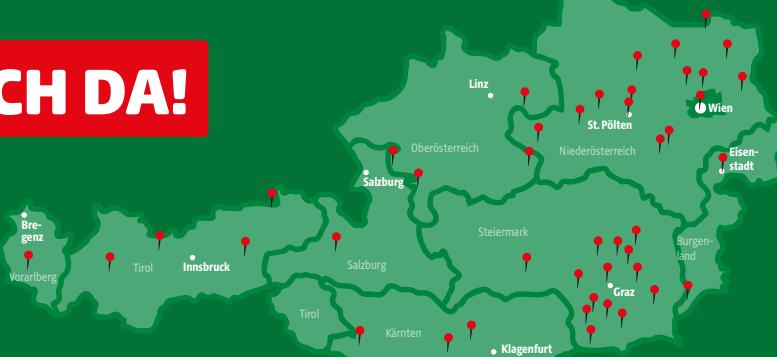 CH DA!
Linz
Wien
St. Pölten
Oberösterreich
Niederösterreich
Eisen-
stadt
Salzburg
Bre-
genz
Steiermark
Burgen-
land
Vorarlberg
Tirol
Innsbruck
Salzburg
Graz
Tirol
Kärnten
Klagenfurt